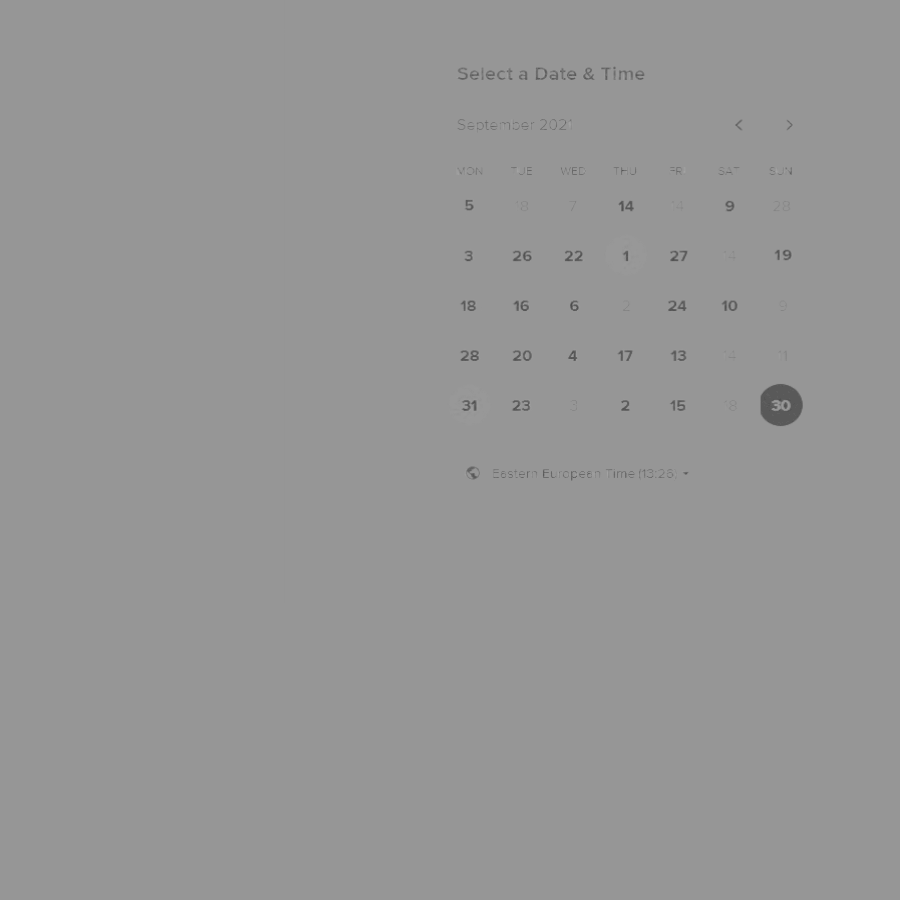 Select a Date & Time
September 2021
MON TUE WED THU FRI SAT SUN
5 18 7 14 14 9 28
3 26 22 1 27 14 19
18 16 6 2 24 10 9
28 20 4 17 13 14 11
31 23 3 2 15 18 30
Eastern European Time (13:26)